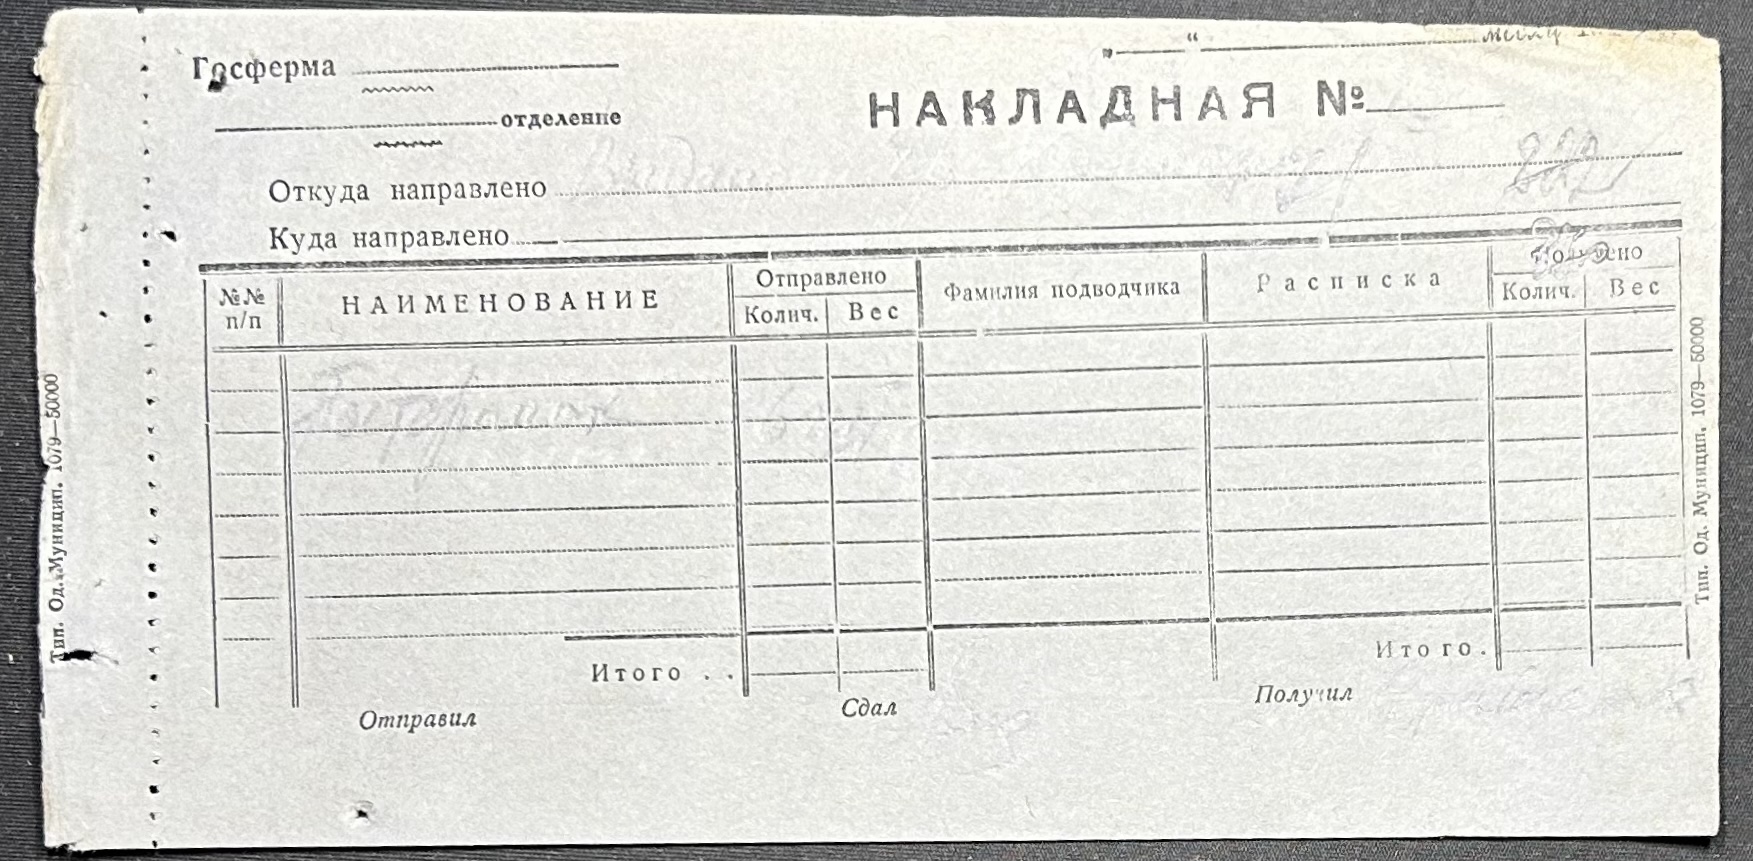 „ “
Госферма
отделение
НАКЛАДНАЯ №
Откуда направлено
Куда направлено
№№ п/п
НАИМЕНОВАНИЕ
Отправлено
Колич. Вес
Фамилия подводчика
Расписка
Получено
Колич. Вес
Итого . .
Итого.
Отправил
Сдал
Получил
Тип. Од. Муницип. 1079—50000
Тип. Од. Муницип. 1079—50000